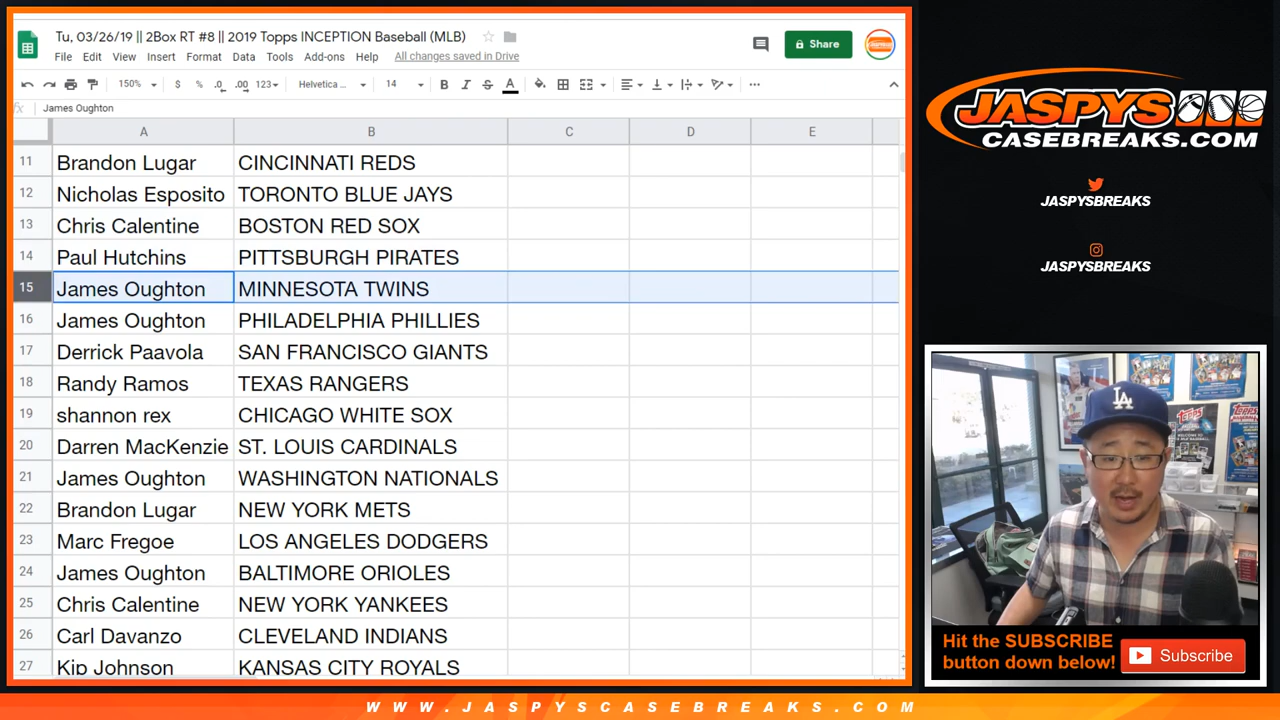 Tu, 03/26/19 || 2Box RT #8 || 2019 Topps INCEPTION Baseball (MLB)
File Edit View Insert Format Data Tools Add-ons Help All changes saved in Drive
Share
150% $ % .0 .00 123 Helvetica ... 14 B I S A
fx James Oughton
A B C D E
11 Brandon Lugar CINCINNATI REDS
12 Nicholas Esposito TORONTO BLUE JAYS
13 Chris Calentine BOSTON RED SOX
14 Paul Hutchins PITTSBURGH PIRATES
15 James Oughton MINNESOTA TWINS
16 James Oughton PHILADELPHIA PHILLIES
17 Derrick Paavola SAN FRANCISCO GIANTS
18 Randy Ramos TEXAS RANGERS
19 shannon rex CHICAGO WHITE SOX
20 Darren MacKenzie ST. LOUIS CARDINALS
21 James Oughton WASHINGTON NATIONALS
22 Brandon Lugar NEW YORK METS
23 Marc Fregoe LOS ANGELES DODGERS
24 James Oughton BALTIMORE ORIOLES
25 Chris Calentine NEW YORK YANKEES
26 Carl Davanzo CLEVELAND INDIANS
27 Kip Johnson KANSAS CITY ROYALS
JASPYS
CASEBREAKS.COM
JASPYSBREAKS
JASPYSBREAKS
LA
TOPPS
Hit the SUBSCRIBE
button down below!
Subscribe
WWW.JASPYSCASEBREAKS.COM